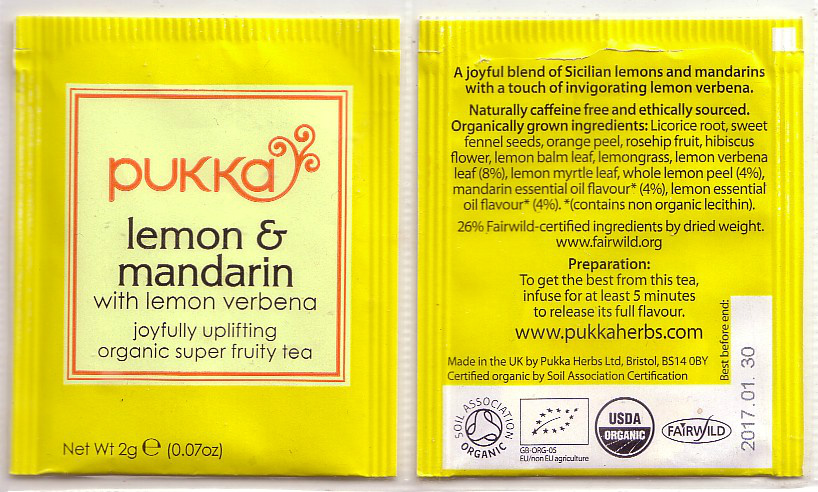 pukka
lemon &
mandarin
with lemon verbena
joyfully uplifting
organic super fruity tea
Net Wt 2g ℮ (0.07oz)
A joyful blend of Sicilian lemons and mandarins
with a touch of invigorating lemon verbena.
Naturally caffeine free and ethically sourced.
Organically grown ingredients: Licorice root, sweet
fennel seeds, orange peel, rosehip fruit, hibiscus
flower, lemon balm leaf, lemongrass, lemon verbena
leaf (8%), lemon myrtle leaf, whole lemon peel (4%),
mandarin essential oil flavour* (4%), lemon essential
oil flavour* (4%). *(contains non organic lecithin).
26% Fairwild-certified ingredients by dried weight.
www.fairwild.org
Preparation:
To get the best from this tea,
infuse for at least 5 minutes
to release its full flavour.
www.pukkaherbs.com
Made in the UK by Pukka Herbs Ltd, Bristol, BS14 0BY
Certified organic by Soil Association Certification
Best before end:
2017. 01. 30
SOIL ASSOCIATION
ORGANIC
GB-ORG-05
EU/non EU agriculture
USDA
ORGANIC
FAIRWILD